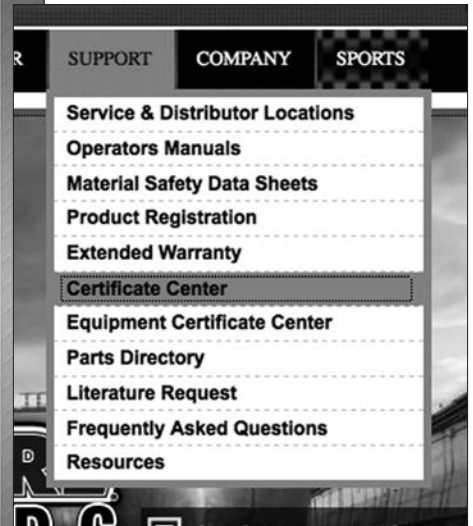 R SUPPORT COMPANY SPORTS
Service & Distributor Locations
Operators Manuals
Material Safety Data Sheets
Product Registration
Extended Warranty
Certificate Center
Equipment Certificate Center
Parts Directory
Literature Request
Frequently Asked Questions
Resources